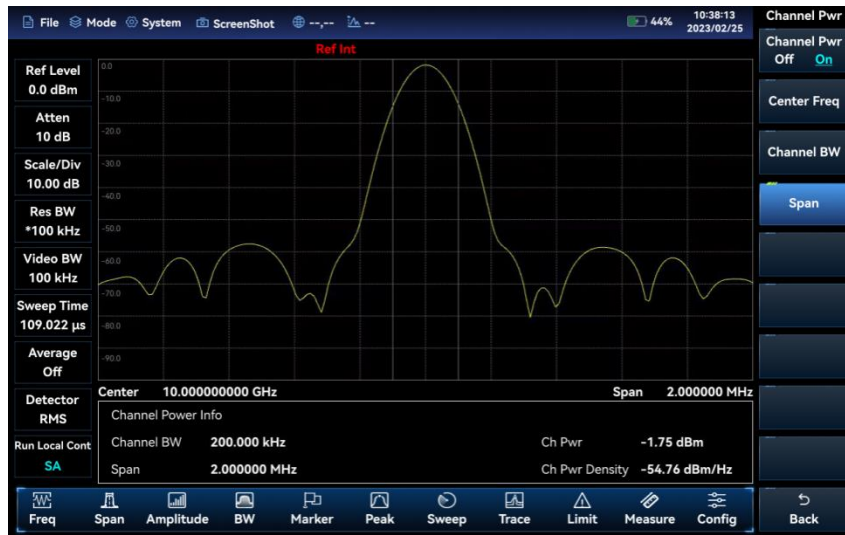 File Mode System ScreenShot --,-- -- 44% 10:38:13
2023/02/25
Channel Pwr
Ref Int
Channel Pwr
Off On
Center Freq
Channel BW
Span
Back
Ref Level
0.0 dBm
Atten
10 dB
Scale/Div
10.00 dB
Res BW
*100 kHz
Video BW
100 kHz
Sweep Time
109.022 µs
Average
Off
Detector
RMS
Run Local Cont
SA
0.0
-10.0
-20.0
-30.0
-40.0
-50.0
-60.0
-70.0
-80.0
-90.0
Center 10.000000000 GHz Span 2.000000 MHz
Channel Power Info
Channel BW 200.000 kHz Ch Pwr -1.75 dBm
Span 2.000000 MHz Ch Pwr Density -54.76 dBm/Hz
Freq Span Amplitude BW Marker Peak Sweep Trace Limit Measure Config